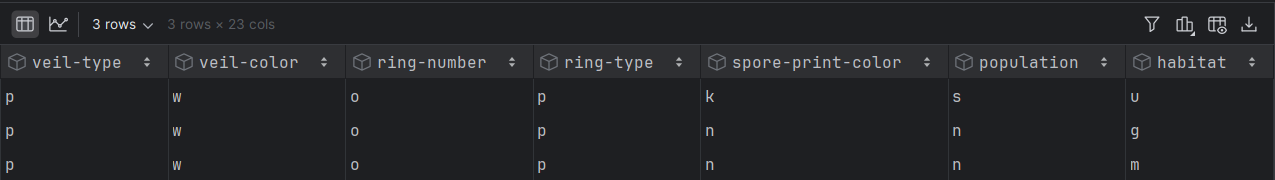 3 rows 3 rows × 23 cols
veil-type veil-color ring-number ring-type spore-print-color population habitat
p w o p k s u
p w o p n n g
p w o p n n m